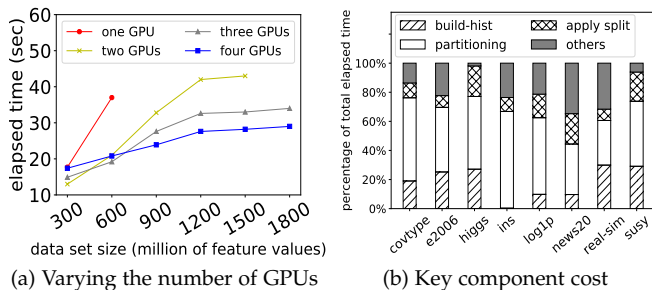 one GPU
two GPUs
three GPUs
four GPUs
60
50
40
30
20
10
elapsed time (sec)
300
600
900
1200
1500
1800
data set size (million of feature values)
(a) Varying the number of GPUs
build-hist
partitioning
apply split
others
100%
80%
60%
40%
20%
0%
percentage of total elapsed time
covtype
e2006
higgs
ins
log1p
news20
real-sim
susy
(b) Key component cost